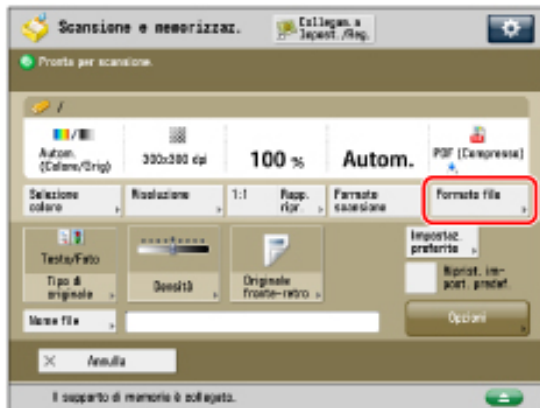 Scansione e memorizzaz.
Collegam. a
Impost./Reg.
Pronta per scansione.
/
Autom.
(Colore/Grig)
300x300 dpi
100 %
Autom.
PDF (Compresso)
Selezione
colore
Risoluzione
1:1
Rapp.
ripr.
Formato
scansione
Formato file
Testo/Foto
Tipo di
originale
Densità
Originale
fronte-retro
Impostaz.
preferite
Riprist. im-
post. predef.
Nome file
Opzioni
Annulla
Il supporto di memoria è collegato.